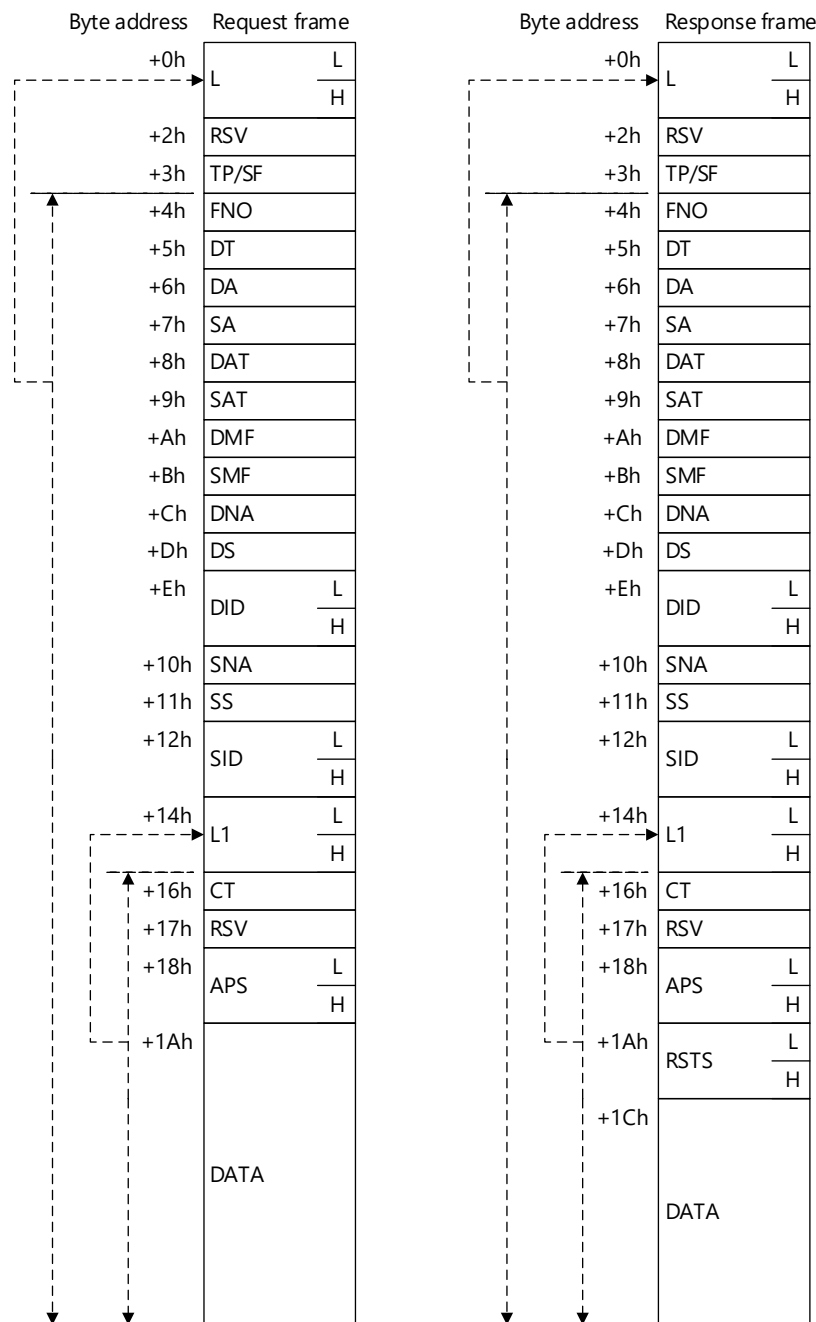 Byte address Request frame Byte address Response frame
+0h L L +0h L L
H H
+2h RSV +2h RSV
+3h TP/SF +3h TP/SF
+4h FNO +4h FNO
+5h DT +5h DT
+6h DA +6h DA
+7h SA +7h SA
+8h DAT +8h DAT
+9h SAT +9h SAT
+Ah DMF +Ah DMF
+Bh SMF +Bh SMF
+Ch DNA +Ch DNA
+Dh DS +Dh DS
+Eh DID L +Eh DID L
H H
+10h SNA +10h SNA
+11h SS +11h SS
+12h SID L +12h SID L
H H
+14h L1 L +14h L1 L
H H
+16h CT +16h CT
+17h RSV +17h RSV
+18h APS L +18h APS L
H H
+1Ah +1Ah RSTS L
H
+1Ch
DATA
DATA